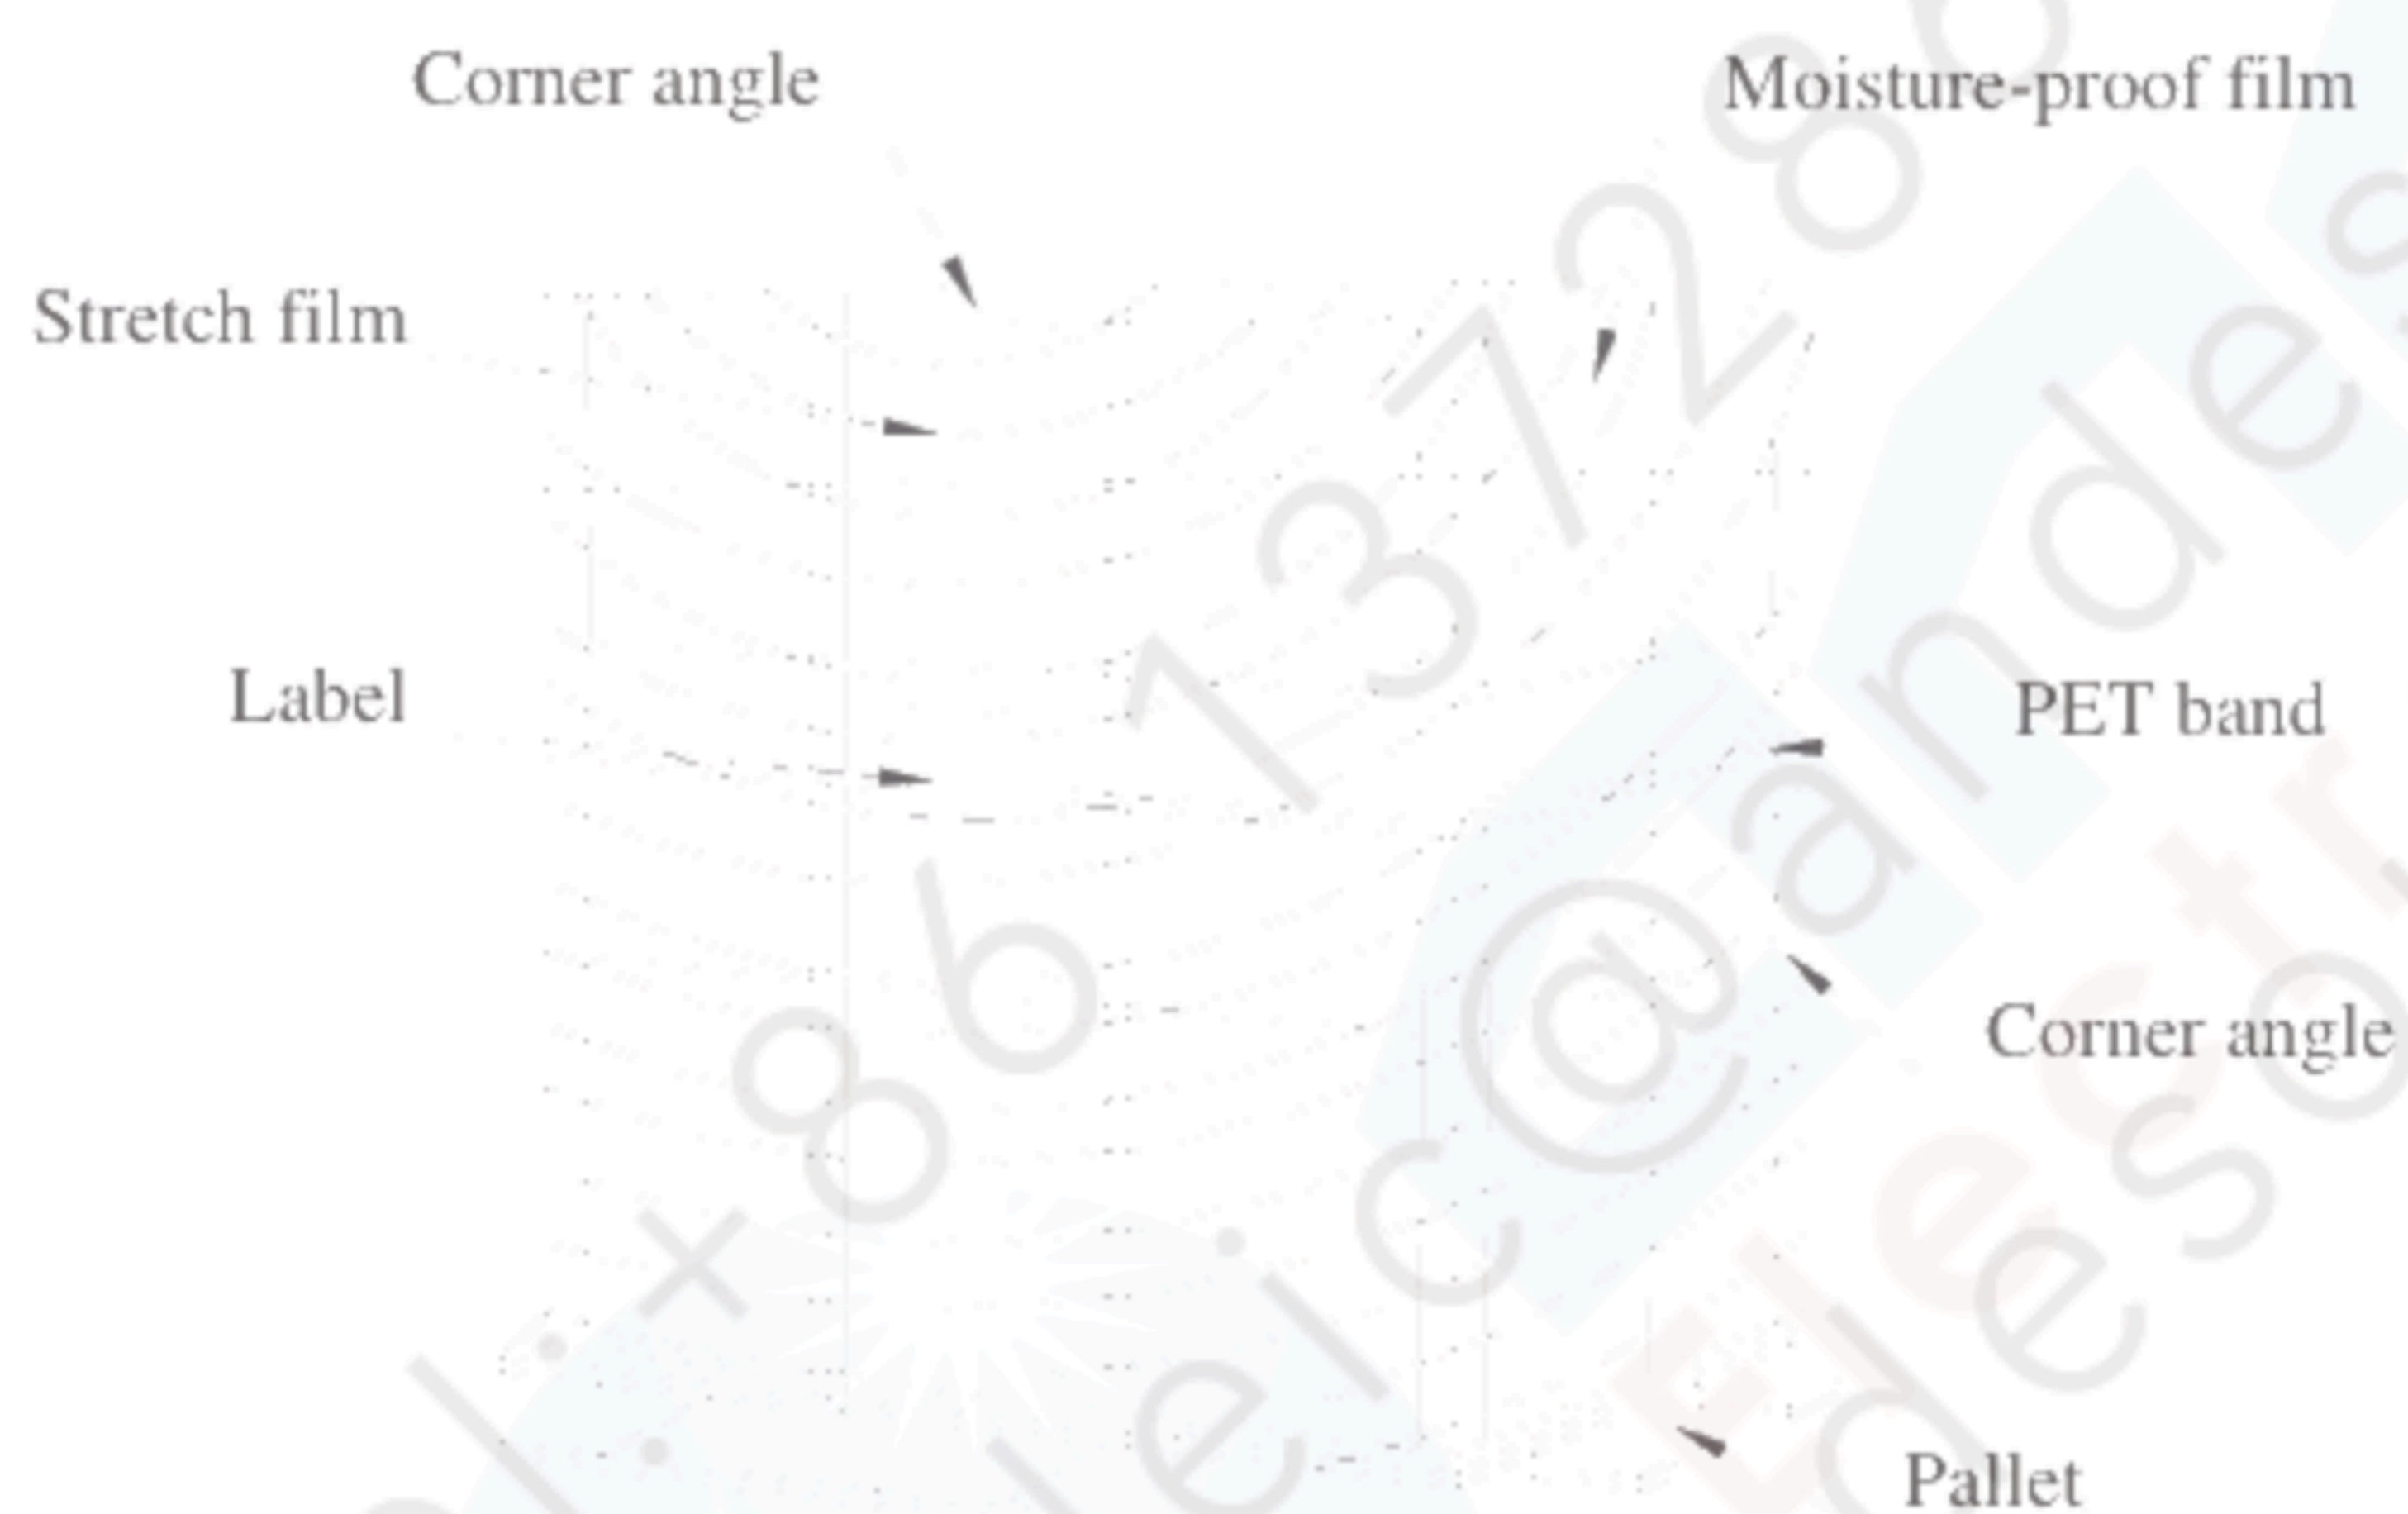 Corner angle
Moisture-proof film
Stretch film
Label
PET band
Corner angle
Pallet